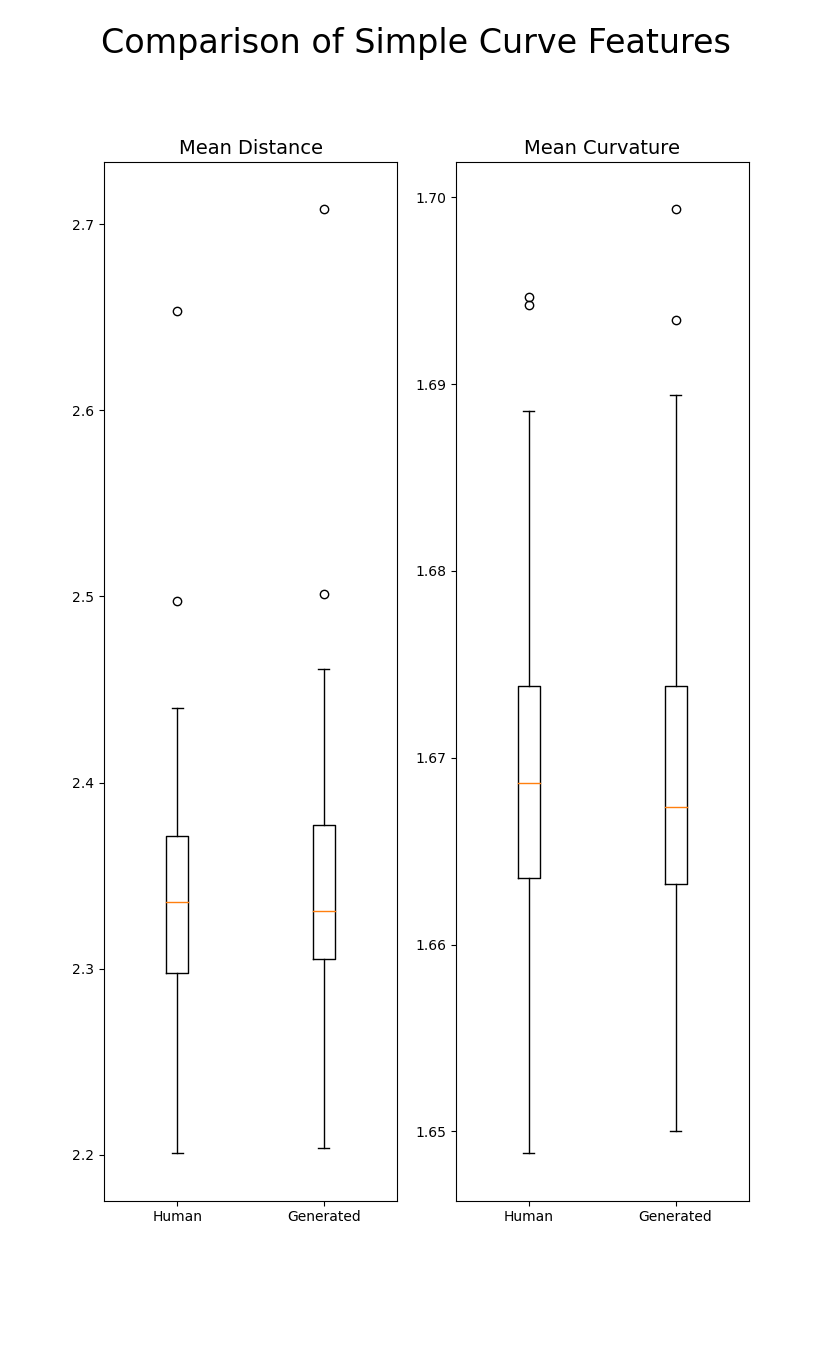 Comparison of Simple Curve Features
Mean Distance
2.7
2.6
2.5
2.4
2.3
2.2
Human Generated
Mean Curvature
1.70
1.69
1.68
1.67
1.66
1.65
Human Generated